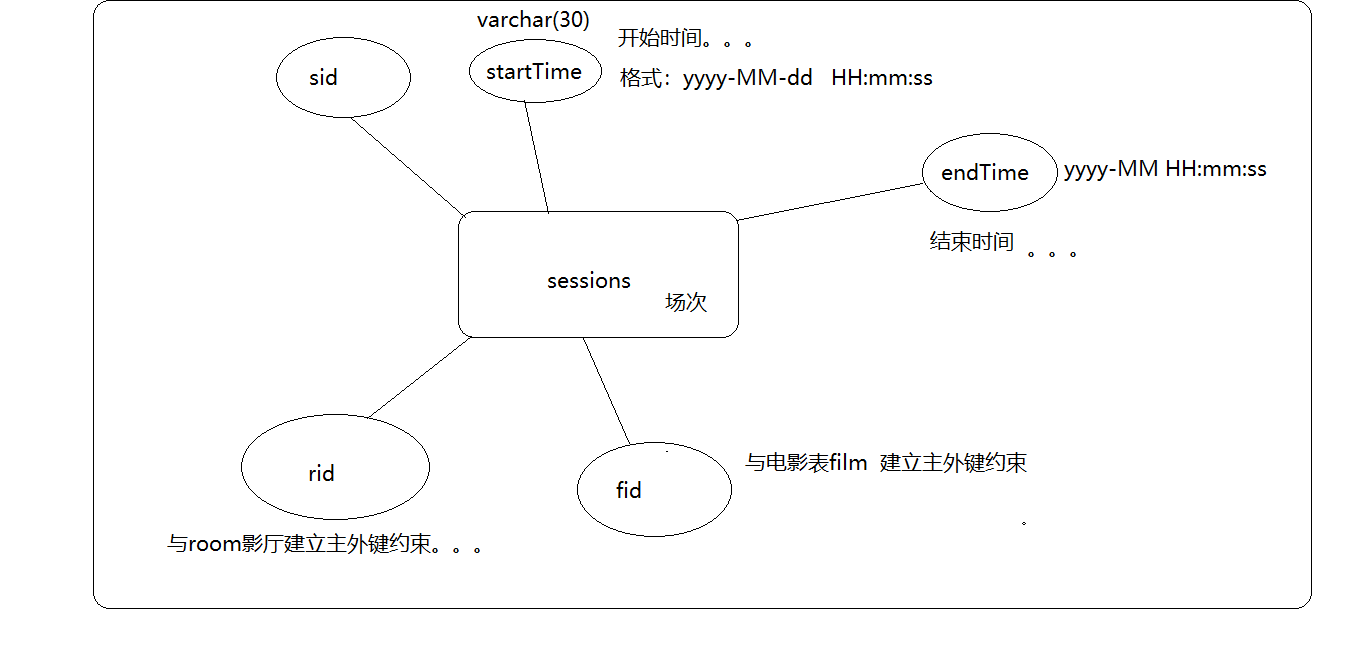 varchar(30)
开始时间。。。
sid
startTime
格式：yyyy-MM-dd HH:mm:ss
endTime
yyyy-MM HH:mm:ss
结束时间 。。。
sessions
场次
rid
fid
与电影表film 建立主外键约束
。
与room影厅建立主外键约束。。。